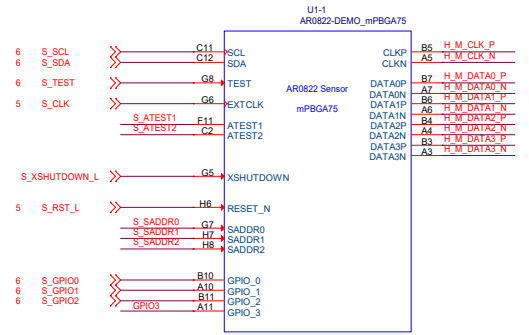 U1-1
AR0822-DEMO_mPBGA75
6 S_SCL C11 SCL CLKP B5 H_M_CLK_P
6 S_SDA C12 SDA CLKN A5 H_M_CLK_N
6 S_TEST G8 TEST DATA0P B7 H_M_DATA0_P
DATA0N A7 H_M_DATA0_N
5 S_CLK G6 EXTCLK AR0822 Sensor DATA1P B6 H_M_DATA1_P
mPBGA75 DATA1N A6 H_M_DATA1_N
S_ATEST1 F11 ATEST1 DATA2P B4 H_M_DATA2_P
S_ATEST2 C2 ATEST2 DATA2N A4 H_M_DATA2_N
DATA3P B3 H_M_DATA3_P
DATA3N A3 H_M_DATA3_N
S_XSHUTDOWN_L G5 XSHUTDOWN
5 S_RST_L H6 RESET_N
S_SADDR0 G7 SADDR0
S_SADDR1 H7 SADDR1
S_SADDR2 H8 SADDR2
6 S_GPIO0 B10 GPIO_0
6 S_GPIO1 A10 GPIO_1
6 S_GPIO2 B11 GPIO_2
GPIO3 A11 GPIO_3